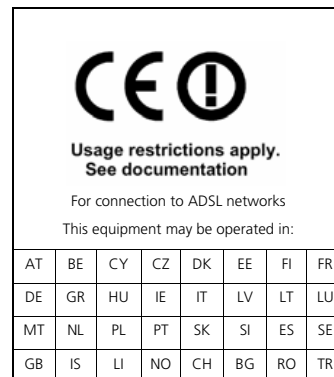 CE
Usage restrictions apply.
See documentation
For connection to ADSL networks
This equipment may be operated in:
AT BE CY CZ DK EE FI FR
DE GR HU IE IT LV LT LU
MT NL PL PT SK SI ES SE
GB IS LI NO CH BG RO TR